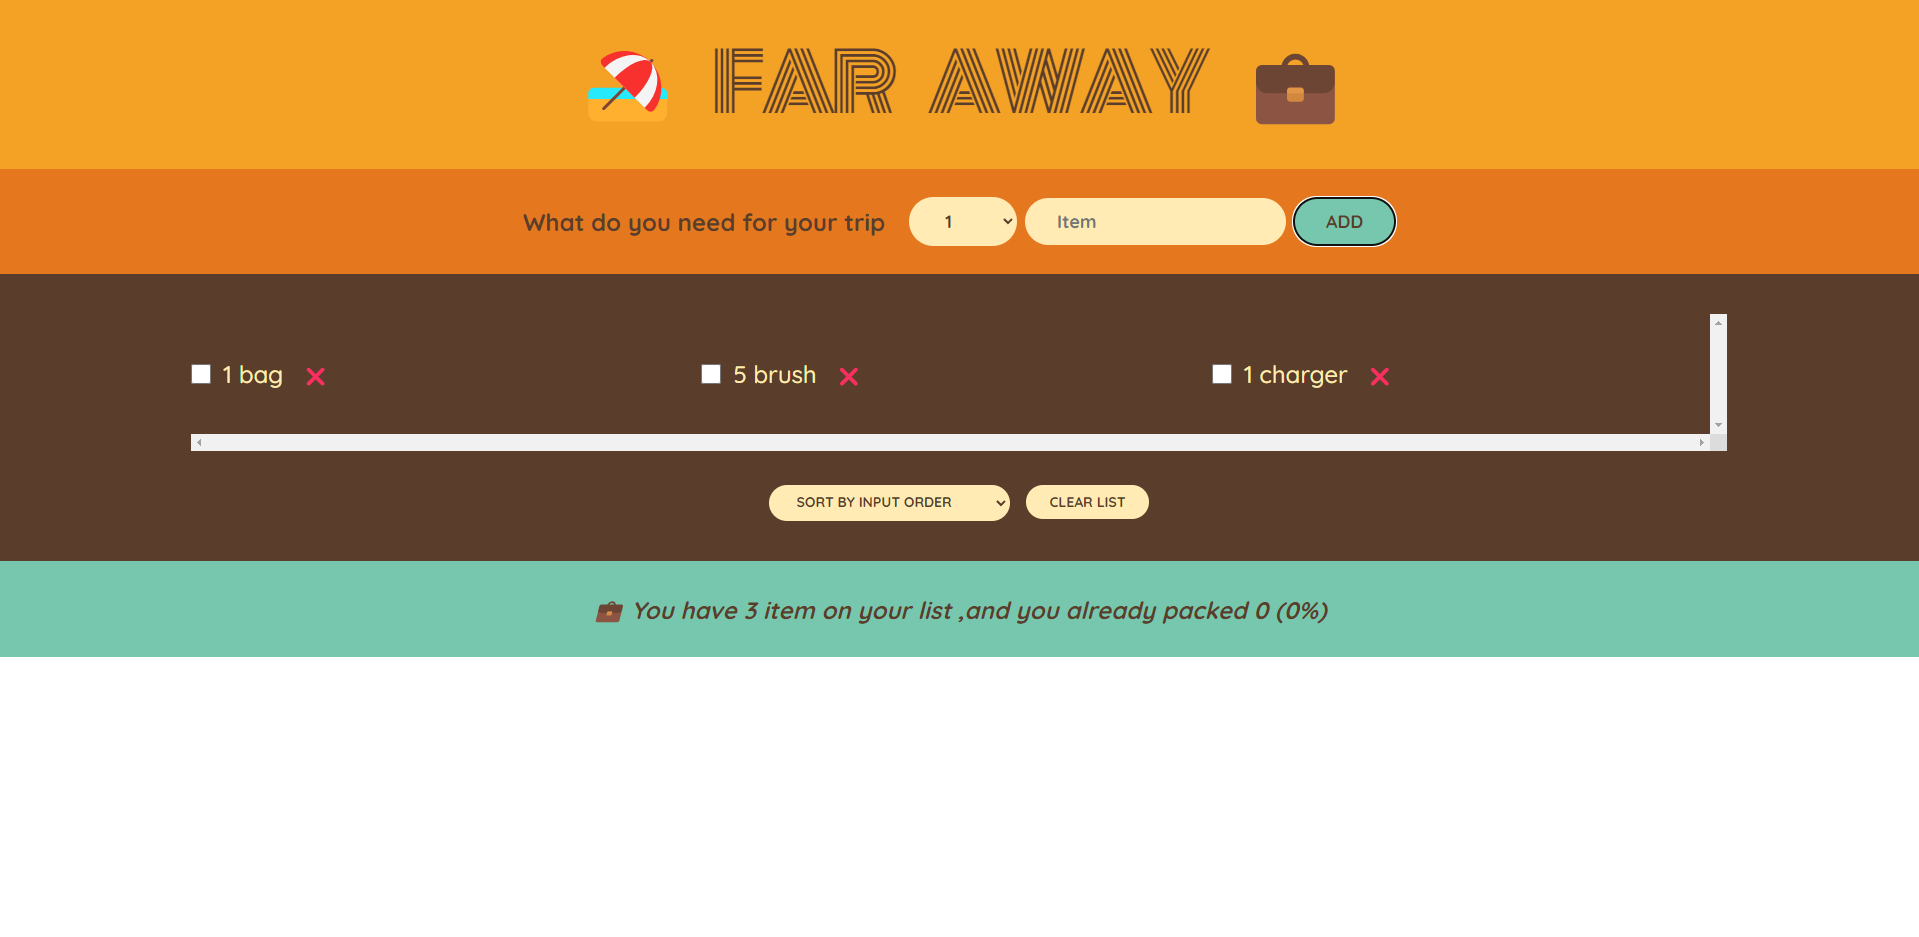 FAR AWAY
What do you need for your trip 1 Item ADD
1 bag 5 brush 1 charger
SORT BY INPUT ORDER CLEAR LIST
You have 3 item on your list ,and you already packed 0 (0%)